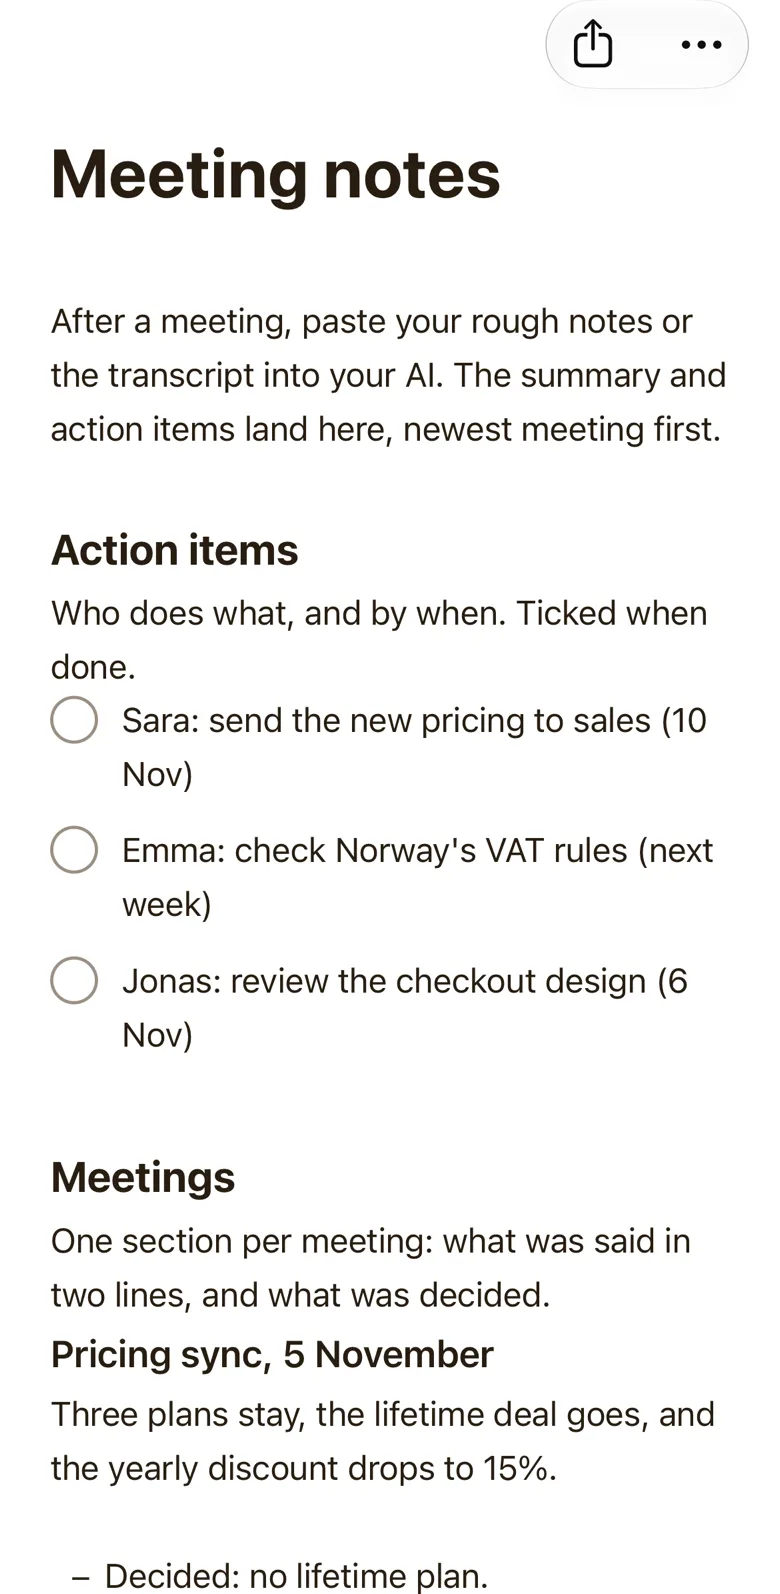 Meeting notes
After a meeting, paste your rough notes or
the transcript into your AI. The summary and
action items land here, newest meeting first.
Action items
Who does what, and by when. Ticked when
done.
Sara: send the new pricing to sales (10
Nov)
Emma: check Norway's VAT rules (next
week)
Jonas: review the checkout design (6
Nov)
Meetings
One section per meeting: what was said in
two lines, and what was decided.
Pricing sync, 5 November
Three plans stay, the lifetime deal goes, and
the yearly discount drops to 15%.
– Decided: no lifetime plan.